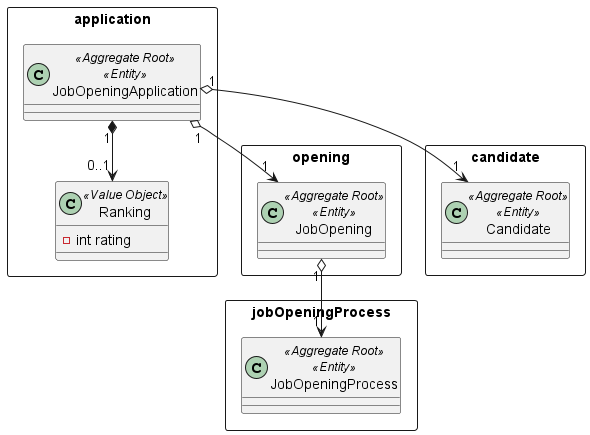 application
«Aggregate Root»
«Entity»
C
JobOpeningApplication
1
1
1
0..1
«Value Object»
C
Ranking
int rating
opening
1
«Aggregate Root»
C
«Entity»
JobOpening
1
candidate
1
«Aggregate Root»
C
«Entity»
Candidate
jobOpeningProcess
1
«Aggregate Root»
C
«Entity»
JobOpeningProcess